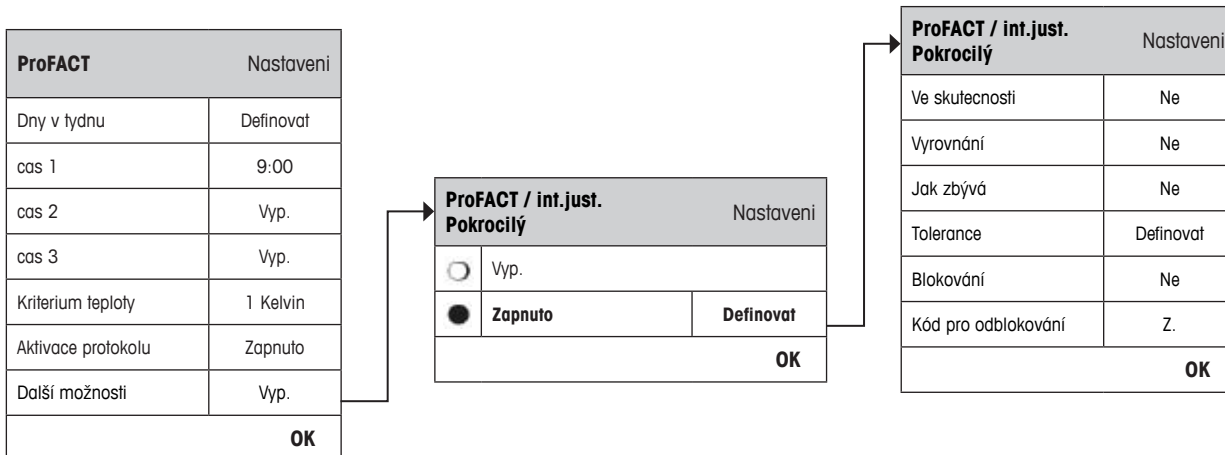 ProFACT Nastaveni
Dny v tydnu Definovat
cas 1 9:00
cas 2 Vyp.
cas 3 Vyp.
Kriterium teploty 1 Kelvin
Aktivace protokolu Zapnuto
Další možnosti Vyp.
OK
ProFACT / int.just.
Pokrocilý Nastaveni
Vyp.
Zapnuto Definovat
OK
ProFACT / int.just.
Pokrocilý Nastaveni
Ve skutecnosti Ne
Vyrovnání Ne
Jak zbývá Ne
Tolerance Definovat
Blokování Ne
Kód pro odblokování Z.
OK